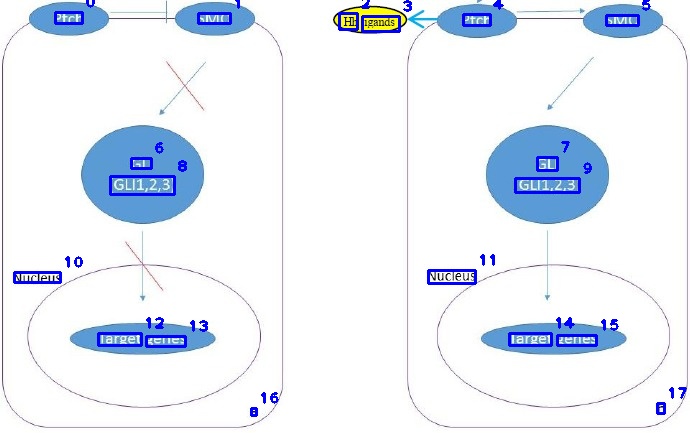 0 1 2 3 4 5
Ptch SMO Hh ligands Ptch SMO
6 7
GLI GLI
8 9
GLI1,2,3 GLI1,2,3
10 11
Nucleus Nucleus
12 13 14 15
Target genes Target genes
16 17